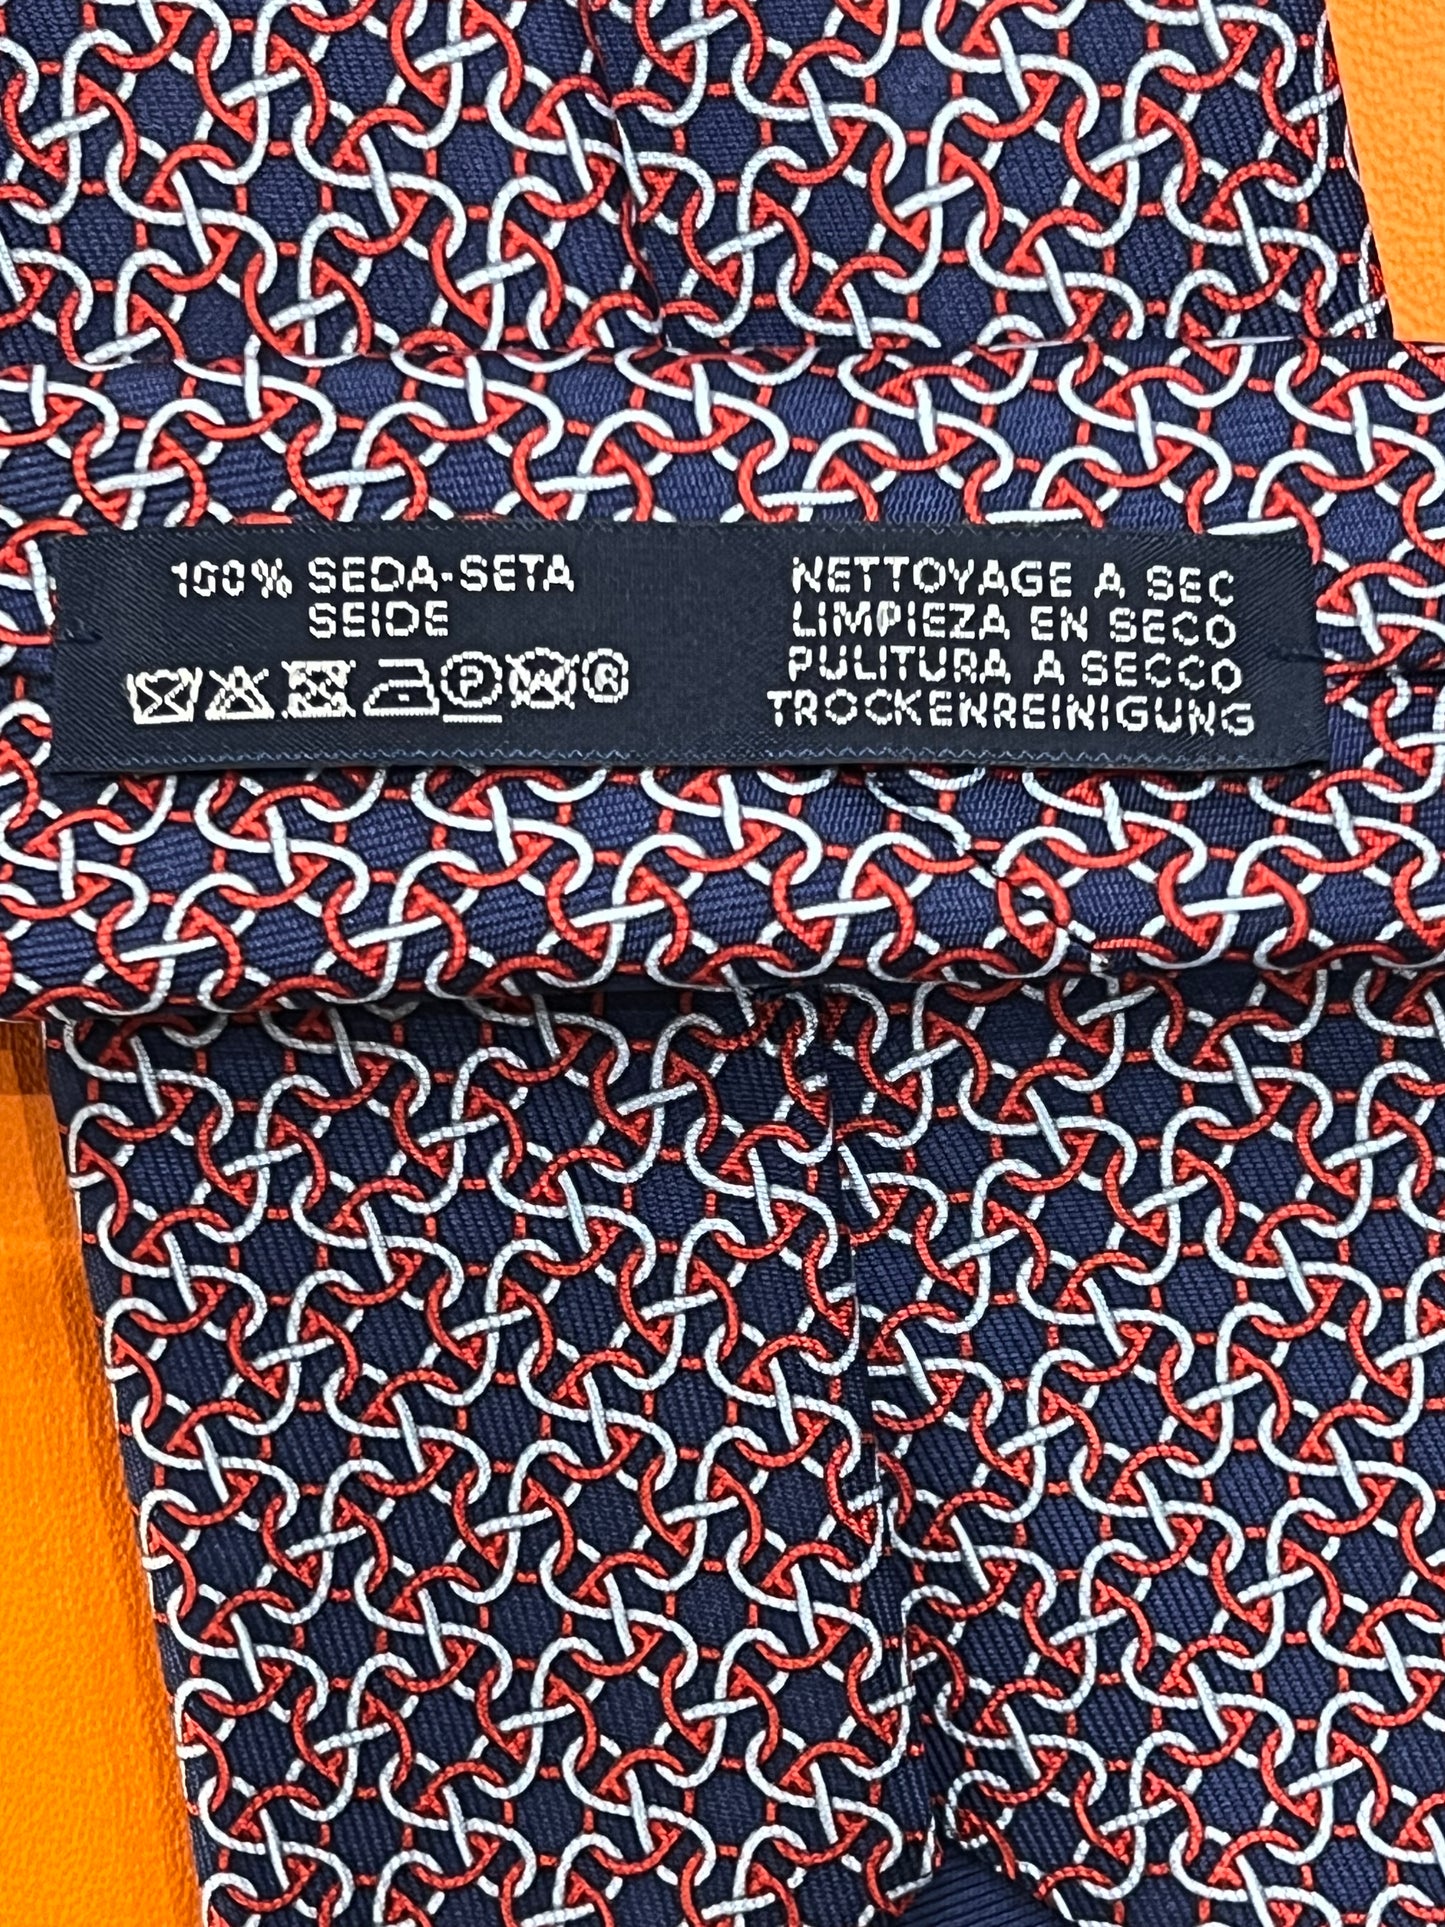 100% SEDA-SETA
SEIDE
P W R
NETTOYAGE A SEC
LIMPIEZA EN SECO
PULITURA A SECCO
TROCKENREINIGUNG